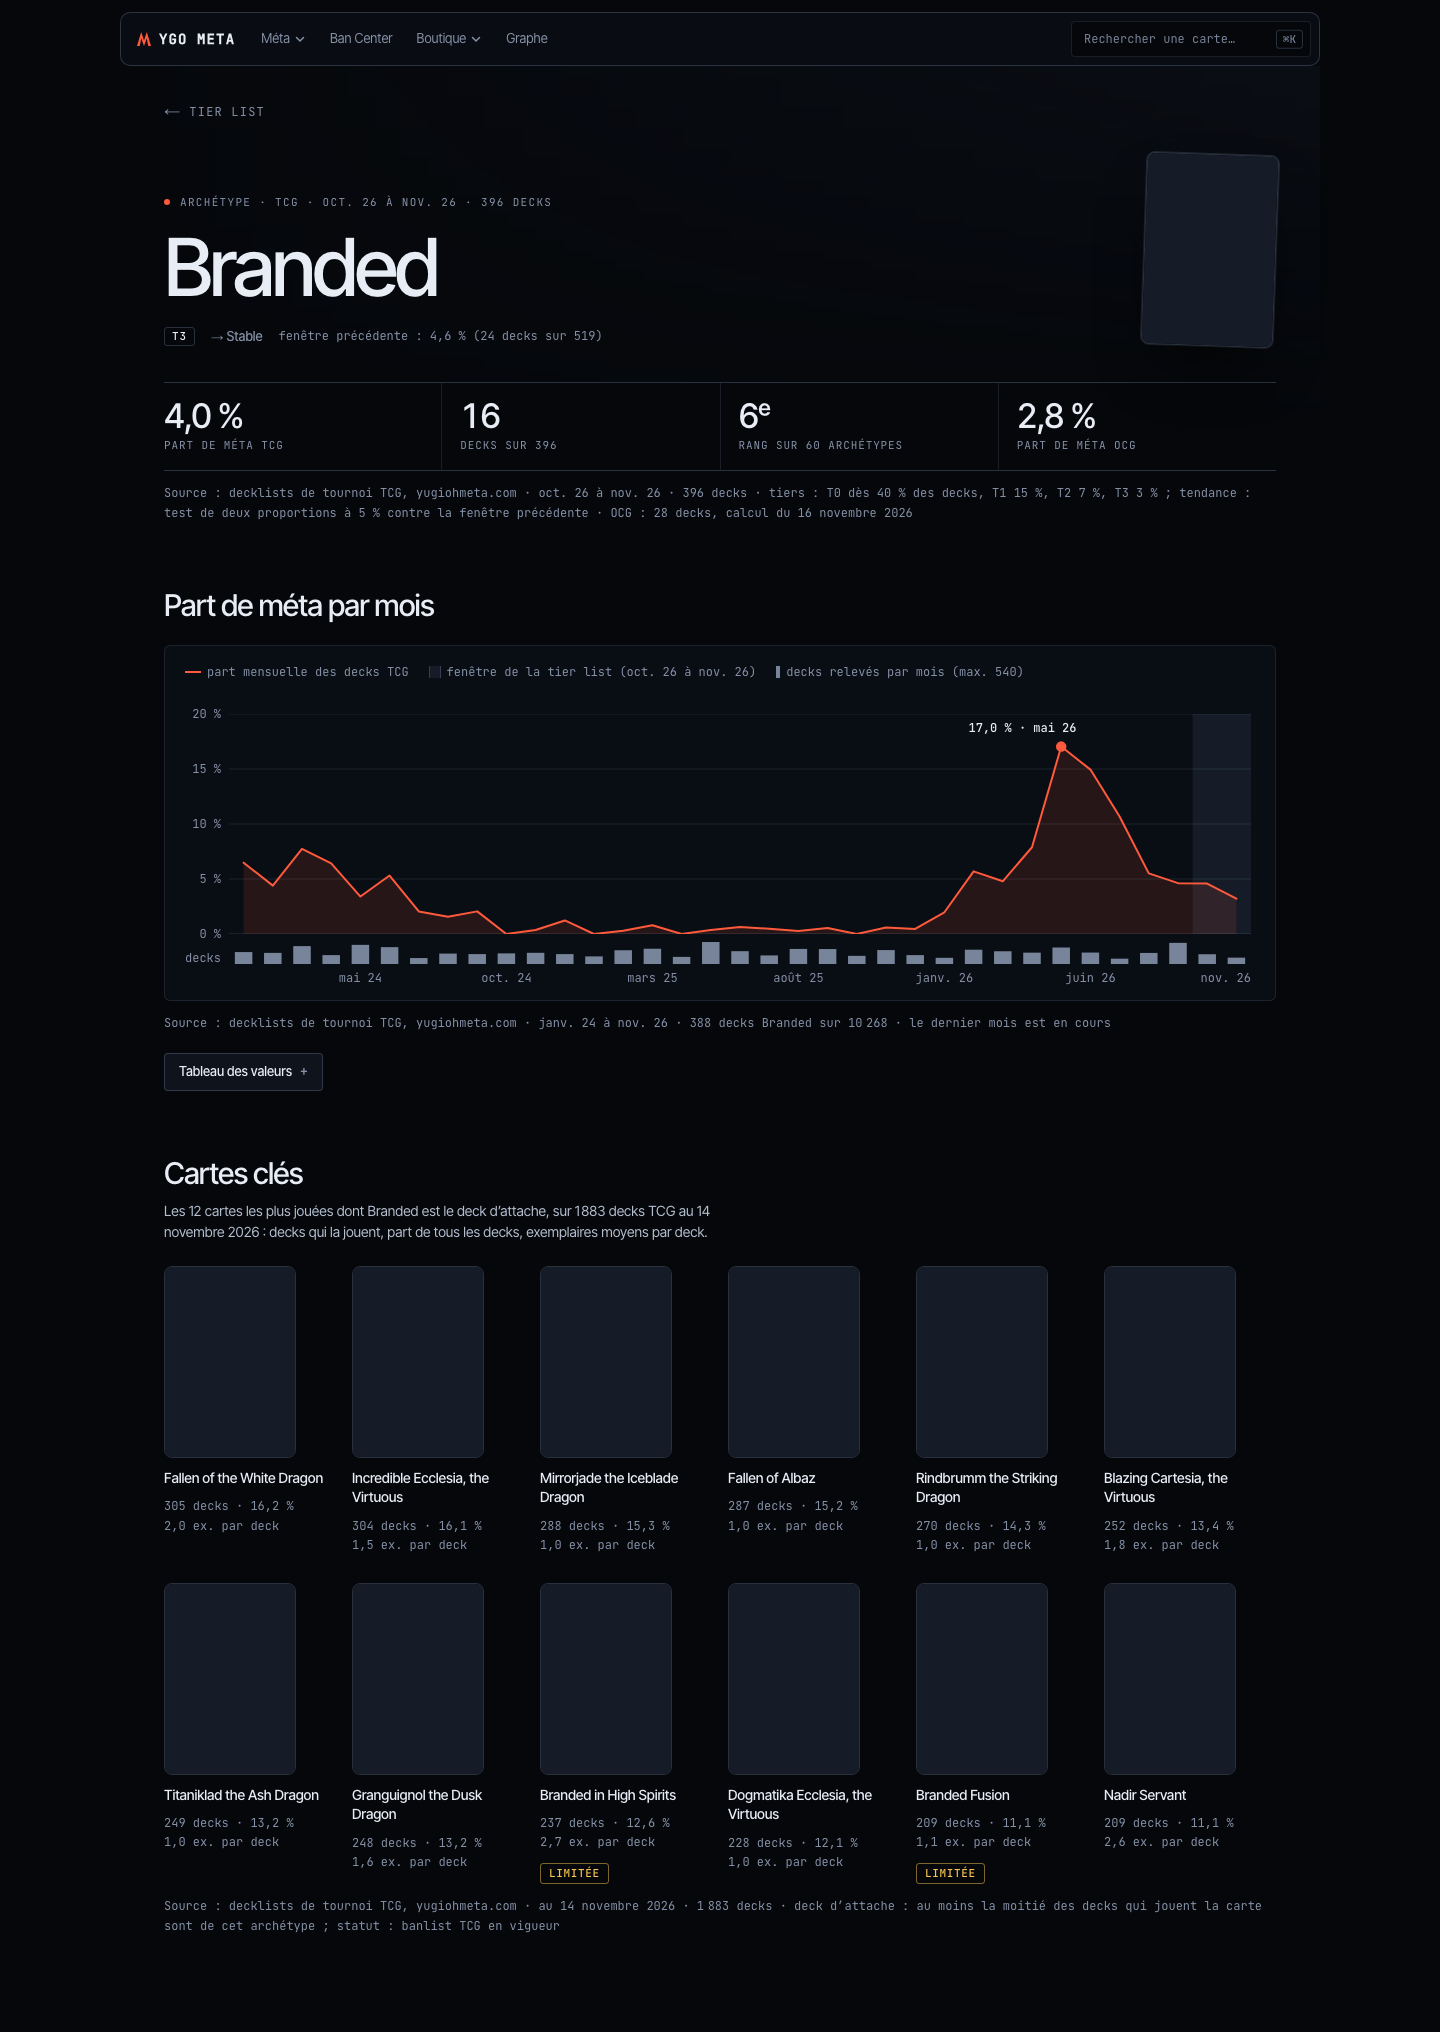 YGO META
Méta
Ban Center
Boutique
Graphe
Rechercher une carte…
⌘K
← TIER LIST
ARCHÉTYPE · TCG · OCT. 26 À NOV. 26 · 396 DECKS
Branded
T3
→ Stable
fenêtre précédente : 4,6 % (24 decks sur 519)
4,0 %
PART DE MÉTA TCG
16
DECKS SUR 396
6e
RANG SUR 60 ARCHÉTYPES
2,8 %
PART DE MÉTA OCG
Source : decklists de tournoi TCG, yugiohmeta.com · oct. 26 à nov. 26 · 396 decks · tiers : T0 dès 40 % des decks, T1 15 %, T2 7 %, T3 3 % ; tendance :
test de deux proportions à 5 % contre la fenêtre précédente · OCG : 28 decks, calcul du 16 novembre 2026
Part de méta par mois
part mensuelle des decks TCG
fenêtre de la tier list (oct. 26 à nov. 26)
decks relevés par mois (max. 540)
20 %
17,0 % · mai 26
15 %
10 %
5 %
0 %
decks
mai 24
oct. 24
mars 25
août 25
janv. 26
juin 26
nov. 26
Source : decklists de tournoi TCG, yugiohmeta.com · janv. 24 à nov. 26 · 388 decks Branded sur 10 268 · le dernier mois est en cours
Tableau des valeurs +
Cartes clés
Les 12 cartes les plus jouées dont Branded est le deck d’attache, sur 1 883 decks TCG au 14
novembre 2026 : decks qui la jouent, part de tous les decks, exemplaires moyens par deck.
Fallen of the White Dragon
305 decks · 16,2 %
2,0 ex. par deck
Incredible Ecclesia, the
Virtuous
304 decks · 16,1 %
1,5 ex. par deck
Mirrorjade the Iceblade
Dragon
288 decks · 15,3 %
1,0 ex. par deck
Fallen of Albaz
287 decks · 15,2 %
1,0 ex. par deck
Rindbrumm the Striking
Dragon
270 decks · 14,3 %
1,0 ex. par deck
Blazing Cartesia, the
Virtuous
252 decks · 13,4 %
1,8 ex. par deck
Titaniklad the Ash Dragon
249 decks · 13,2 %
1,0 ex. par deck
Granguignol the Dusk
Dragon
248 decks · 13,2 %
1,6 ex. par deck
Branded in High Spirits
237 decks · 12,6 %
2,7 ex. par deck
LIMITÉE
Dogmatika Ecclesia, the
Virtuous
228 decks · 12,1 %
1,0 ex. par deck
Branded Fusion
209 decks · 11,1 %
1,1 ex. par deck
LIMITÉE
Nadir Servant
209 decks · 11,1 %
2,6 ex. par deck
Source : decklists de tournoi TCG, yugiohmeta.com · au 14 novembre 2026 · 1 883 decks · deck d’attache : au moins la moitié des decks qui jouent la carte
sont de cet archétype ; statut : banlist TCG en vigueur